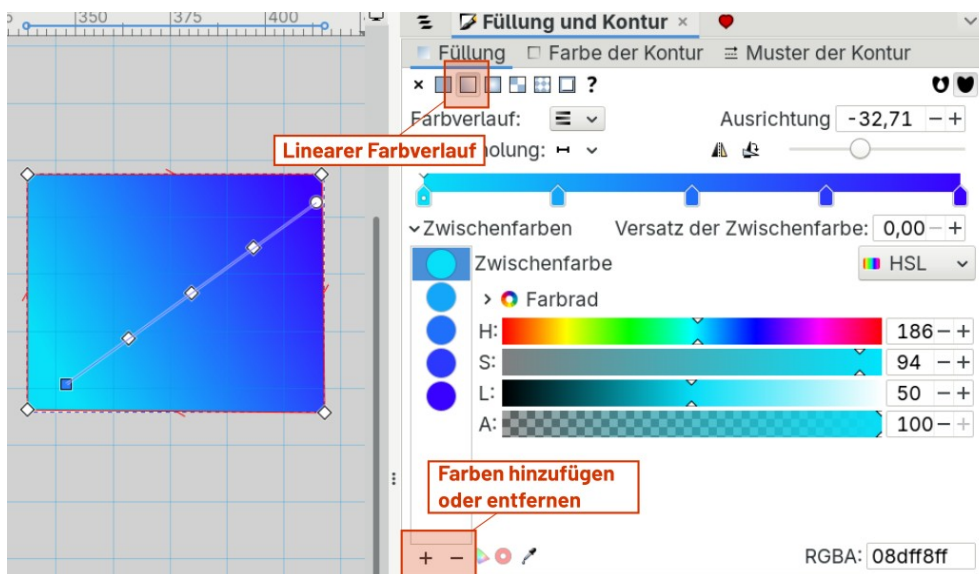 350 375 400
Füllung und Kontur ×
Füllung Farbe der Kontur Muster der Kontur
× ?
Farbverlauf: Ausrichtung -32,71 − +
Linearer Farbverlauf
holung:
Zwischenfarben Versatz der Zwischenfarbe: 0,00 − +
Zwischenfarbe HSL
Farbrad
H: 186 − +
S: 94 − +
L: 50 − +
A: 100 − +
Farben hinzufügen
oder entfernen
+ − RGBA: 08dff8ff